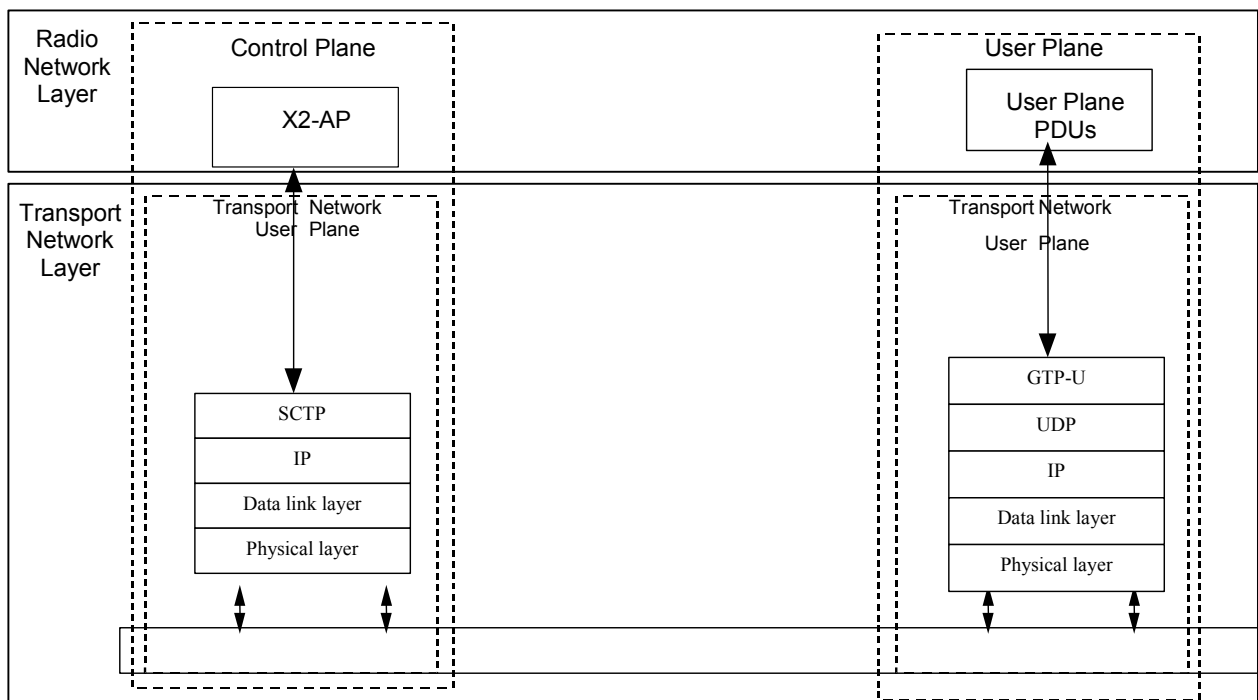 Radio
Network
Layer
Control Plane
X2-AP
User Plane
User Plane
PDUs
Transport
Network
Layer
Transport Network
User Plane
SCTP
IP
Data link layer
Physical layer
Transport Network
User Plane
GTP-U
UDP
IP
Data link layer
Physical layer